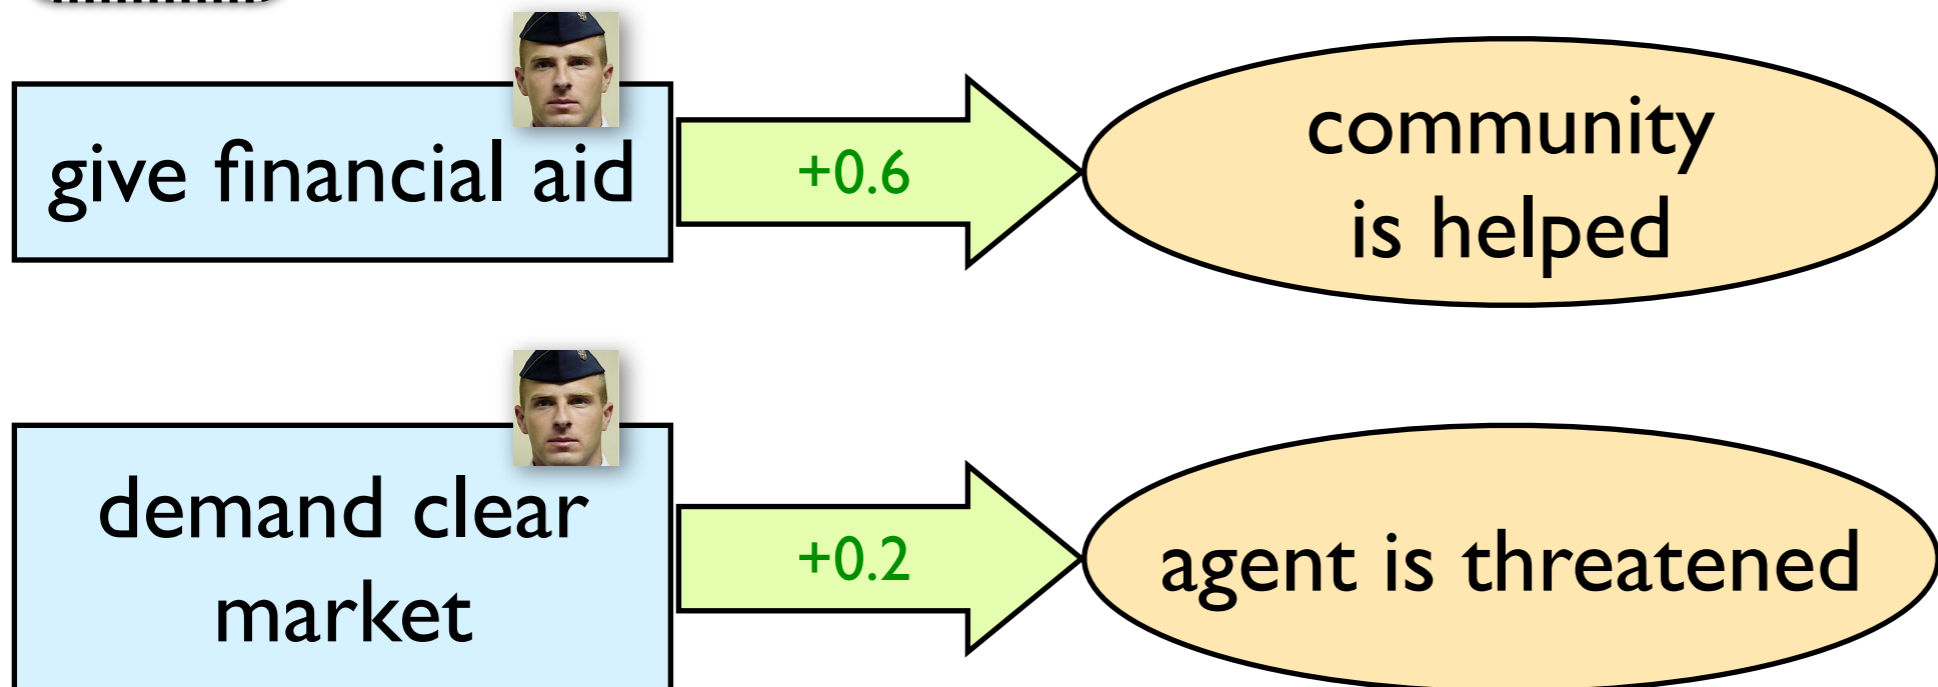 give financial aid
+0.6
community
is helped
demand clear
market
+0.2
agent is threatened